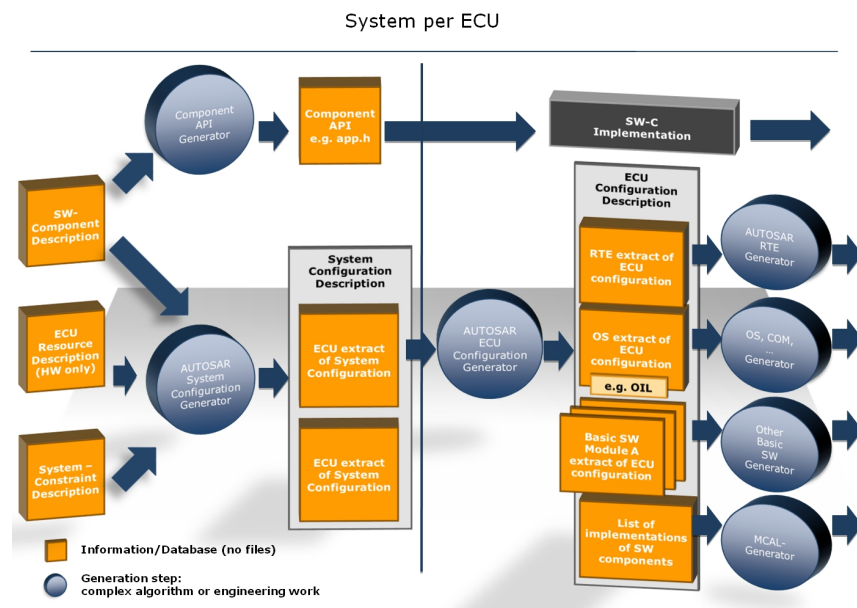 System per ECU
Component
API
Generator
Component
API
e.g. app.h
SW-C
Implementation
SW-
Component
Description
ECU
Resource
Description
(HW only)
System –
Constraint
Description
AUTOSAR
System
Configuration
Generator
System
Configuration
Description
ECU extract
of System
Configuration
ECU extract
of System
Configuration
AUTOSAR
ECU
Configuration
Generator
ECU
Configuration
Description
RTE extract of
ECU
configuration
OS extract of
ECU
configuration
e.g. OIL
Basic SW
Module A
extract of ECU
configuration
List of
implementations
of SW
components
AUTOSAR
RTE
Generator
OS, COM,
...
Generator
Other
Basic
SW
Generator
MCAL-
Generator
Information/Database (no files)
Generation step:
complex algorithm or engineering work